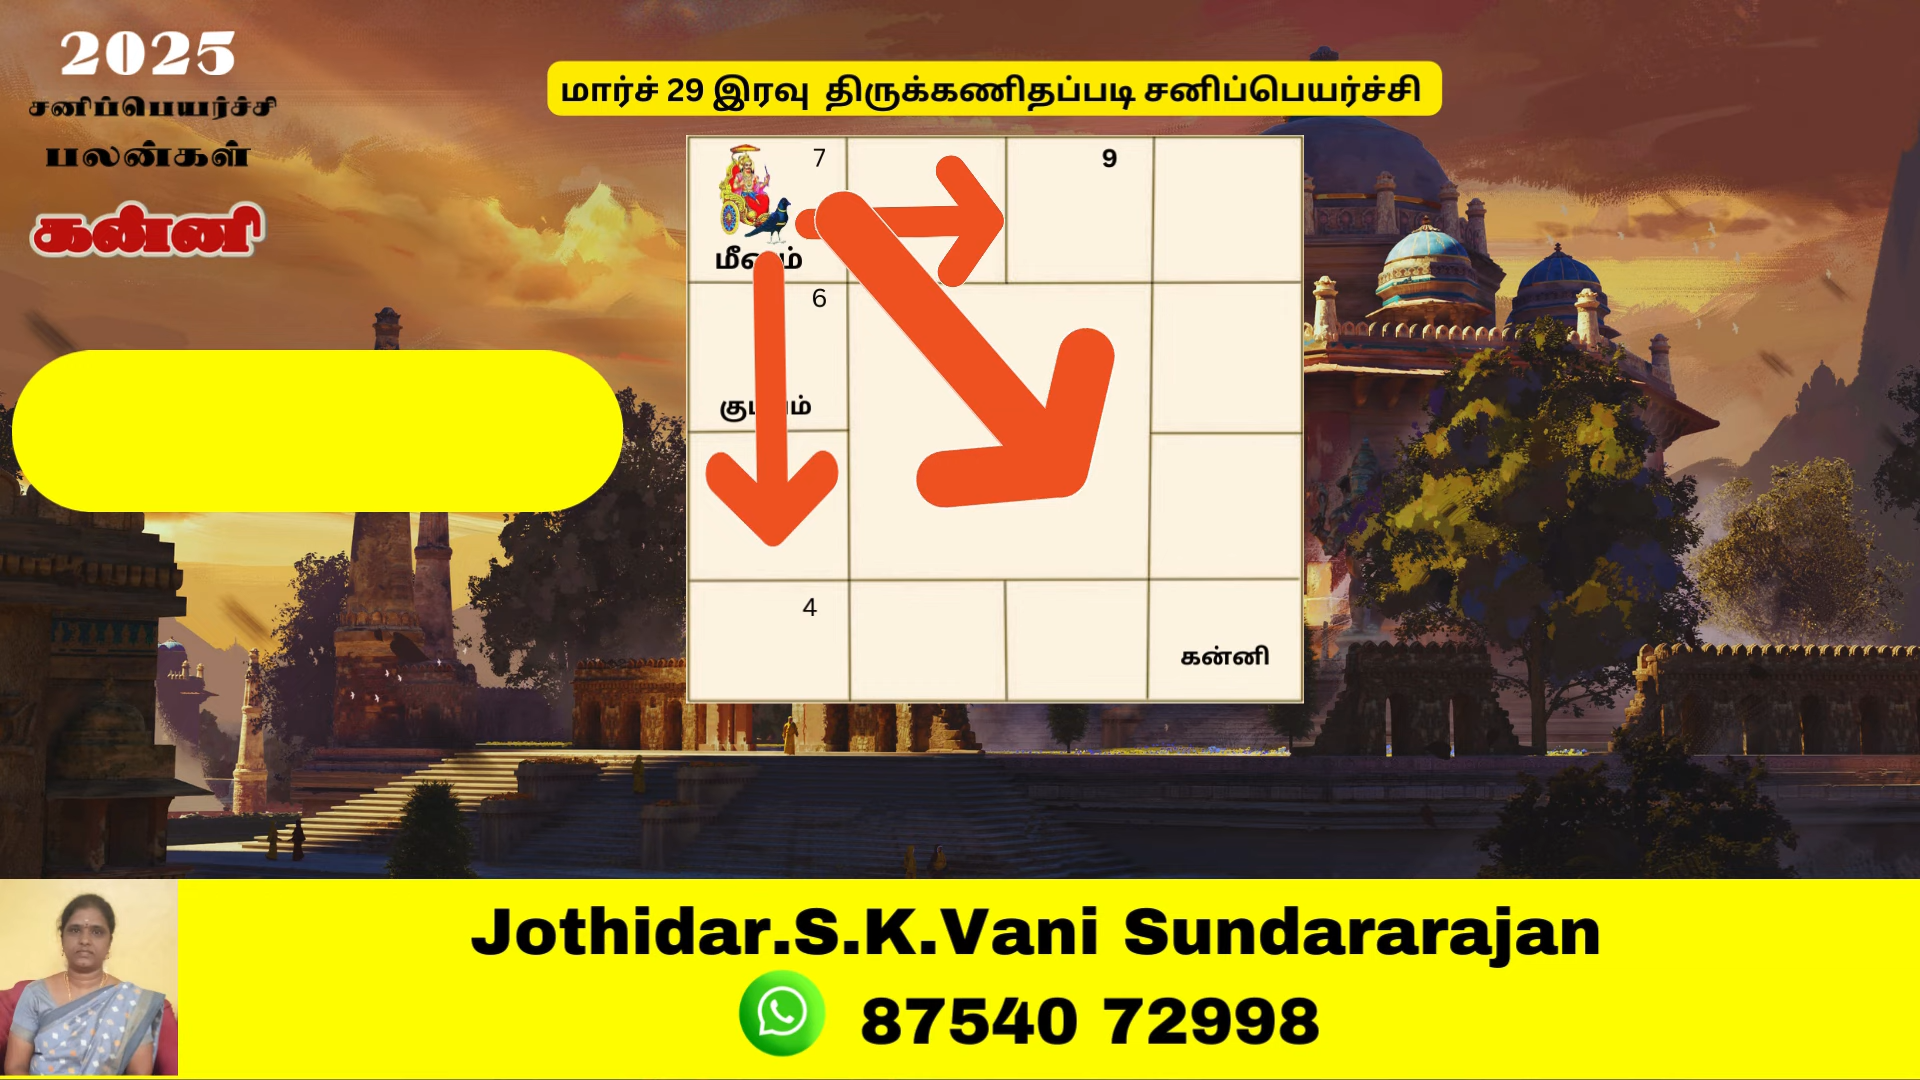 2025
சனிப்பெயர்ச்சி
பலன்கள்
கன்னி
மார்ச் 29 இரவு திருக்கணிதப்படி சனிப்பெயர்ச்சி
7
9
6
4
கன்னி
Jothidar.S.K.Vani Sundararajan
87540 72998